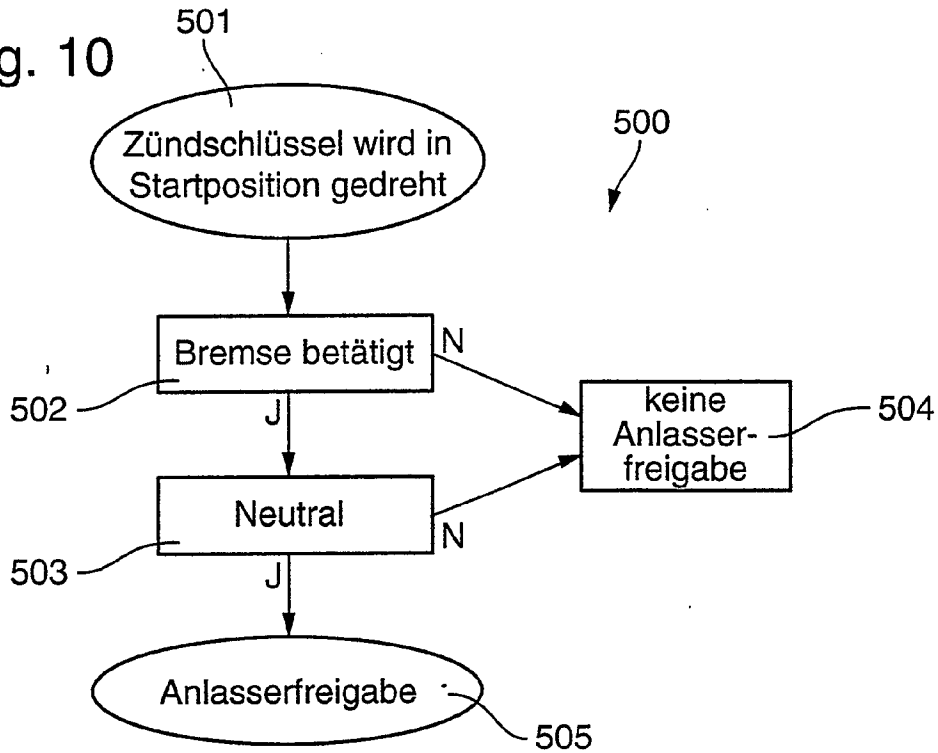 g. 10
501
Zündschlüssel wird in
Startposition gedreht
500
Bremse betätigt
N
502
J
keine
Anlasser-
freigabe
504
Neutral
N
503
J
Anlasserfreigabe
505